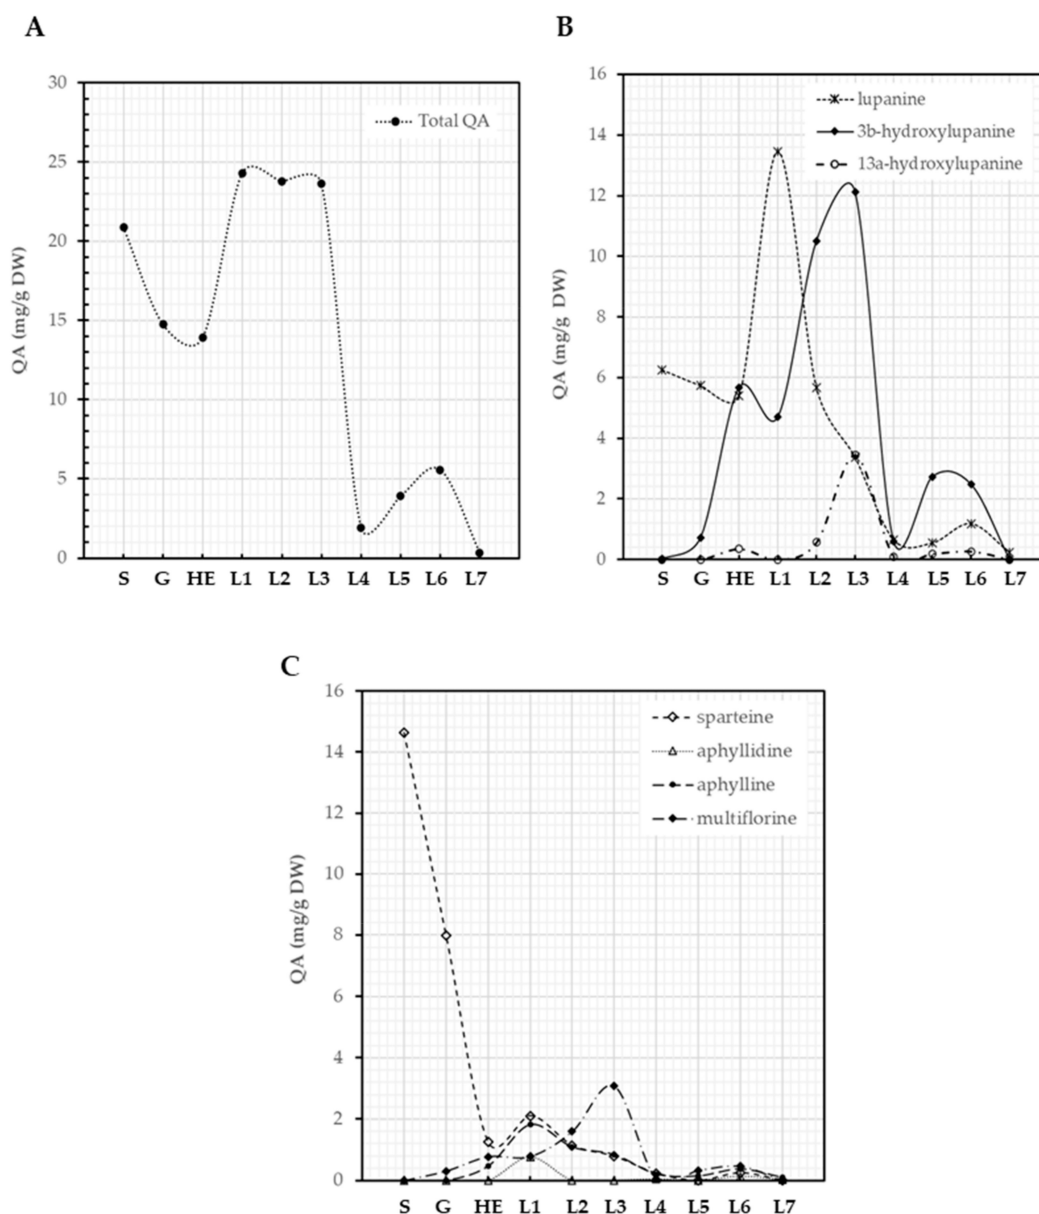 A
30
25
20
15
10
5
0
QA (mg/g DW)
Total QA
S G HE L1 L2 L3 L4 L5 L6 L7
B
16
14
12
10
8
6
4
2
0
QA (mg/g DW)
lupanine
3b-hydroxylupanine
13a-hydroxylupanine
S G HE L1 L2 L3 L4 L5 L6 L7
C
16
14
12
10
8
6
4
2
0
QA (mg/g DW)
sparteine
aphyllidine
aphylline
multiflorine
S G HE L1 L2 L3 L4 L5 L6 L7